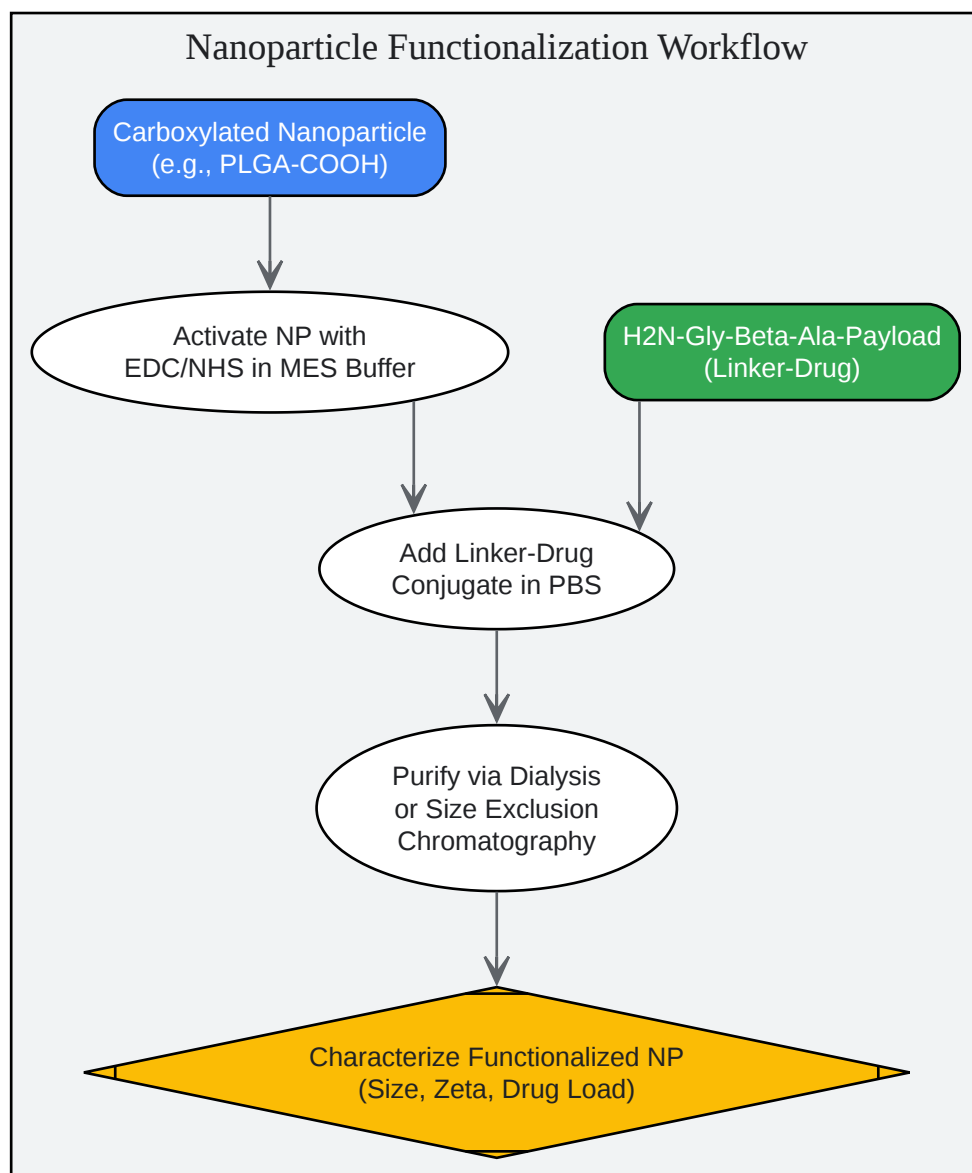 Nanoparticle Functionalization Workflow
Carboxylated Nanoparticle
(e.g., PLGA-COOH)
Activate NP with
EDC/NHS in MES Buffer
H2N-Gly-Beta-Ala-Payload
(Linker-Drug)
Add Linker-Drug
Conjugate in PBS
Purify via Dialysis
or Size Exclusion
Chromatography
Characterize Functionalized NP
(Size, Zeta, Drug Load)